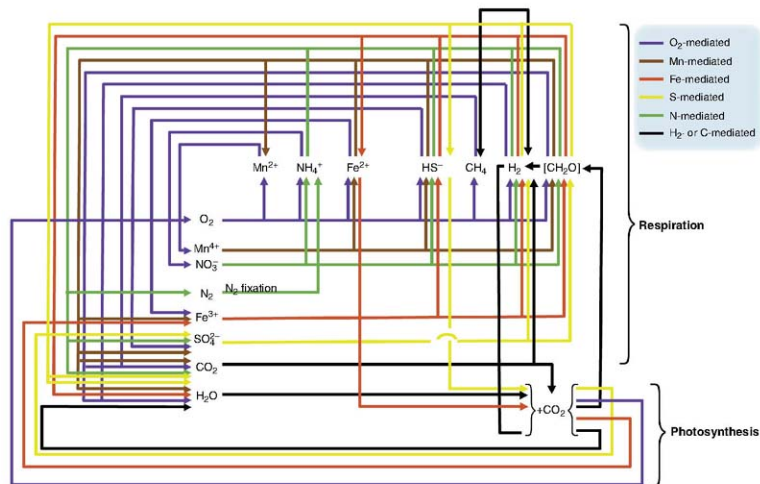 O₂-mediated
Mn-mediated
Fe-mediated
S-mediated
N-mediated
H₂- or C-mediated
Mn²⁺ NH₄⁺ Fe²⁺ HS⁻ CH₄ H₂ [CH₂O]
O₂
Mn⁴⁺
NO₃⁻
N₂ N₂ fixation
Fe³⁺
SO₄²⁻
CO₂
H₂O
+CO₂
Respiration
Photosynthesis